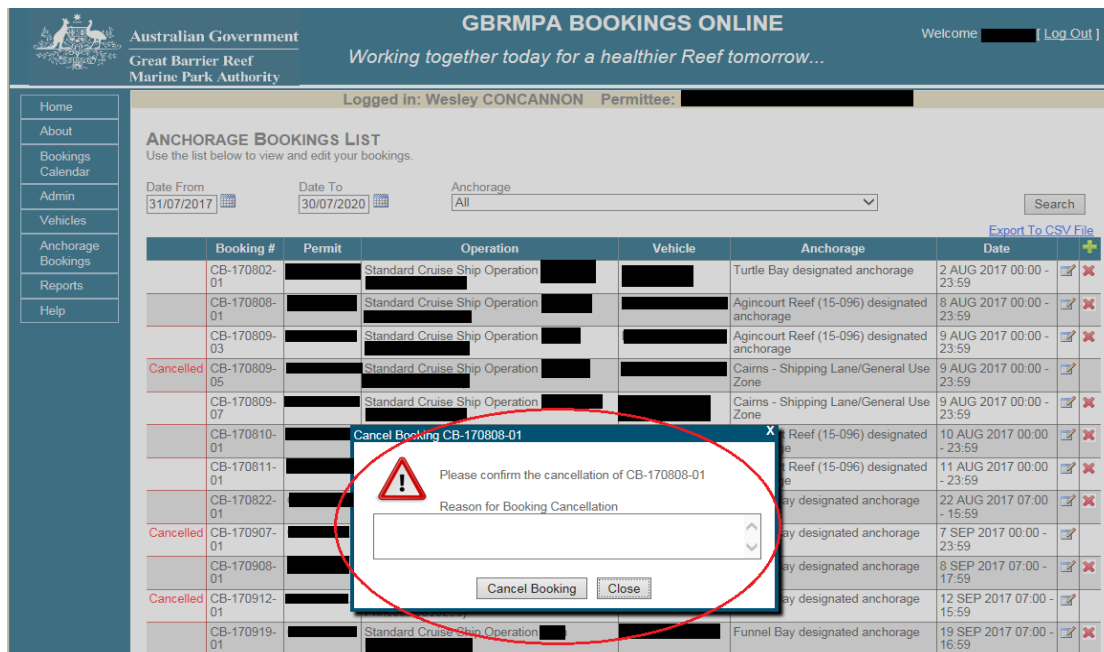 GBRMPA BOOKINGS ONLINE
Australian Government
Welcome [ Log Out ]
Great Barrier Reef
Marine Park Authority
Working together today for a healthier Reef tomorrow...
Logged in: Wesley CONCANNON Permittee:
Home
About
Bookings
Calendar
Admin
Vehicles
Anchorage
Bookings
Reports
Help
ANCHORAGE BOOKINGS LIST
Use the list below to view and edit your bookings.
Date From Date To Anchorage
31/07/2017 30/07/2020 All Search
Export To CSV File
Booking # Permit Operation Vehicle Anchorage Date
CB-170802- Standard Cruise Ship Operation Turtle Bay designated anchorage 2 AUG 2017 00:00 -
01 23:59
CB-170808- Standard Cruise Ship Operation Agincourt Reef (15-096) designated 8 AUG 2017 00:00 -
01 anchorage 23:59
CB-170809- Standard Cruise Ship Operation Agincourt Reef (15-096) designated 9 AUG 2017 00:00 -
03 anchorage 23:59
Cancelled CB-170809- Standard Cruise Ship Operation Cairns - Shipping Lane/General Use 9 AUG 2017 00:00 -
05 Zone 23:59
CB-170809- Standard Cruise Ship Operation Cairns - Shipping Lane/General Use 9 AUG 2017 00:00 -
07 Zone 23:59
CB-170810- Reef (15-096) designated 10 AUG 2017 00:00
01 - 23:59
CB-170811- Reef (15-096) designated 11 AUG 2017 00:00
01 - 23:59
CB-170822- designated anchorage 22 AUG 2017 07:00
01 - 15:59
Cancelled CB-170907- designated anchorage 7 SEP 2017 00:00 -
01 23:59
CB-170908- designated anchorage 8 SEP 2017 07:00 -
01 17:59
Cancelled CB-170912- designated anchorage 12 SEP 2017 07:00 -
01 15:59
CB-170919- Standard Cruise Ship Operation Funnel Bay designated anchorage 19 SEP 2017 07:00 -
01 16:59
Cancel Booking CB-170808-01 X
Please confirm the cancellation of CB-170808-01
Reason for Booking Cancellation
Cancel Booking Close